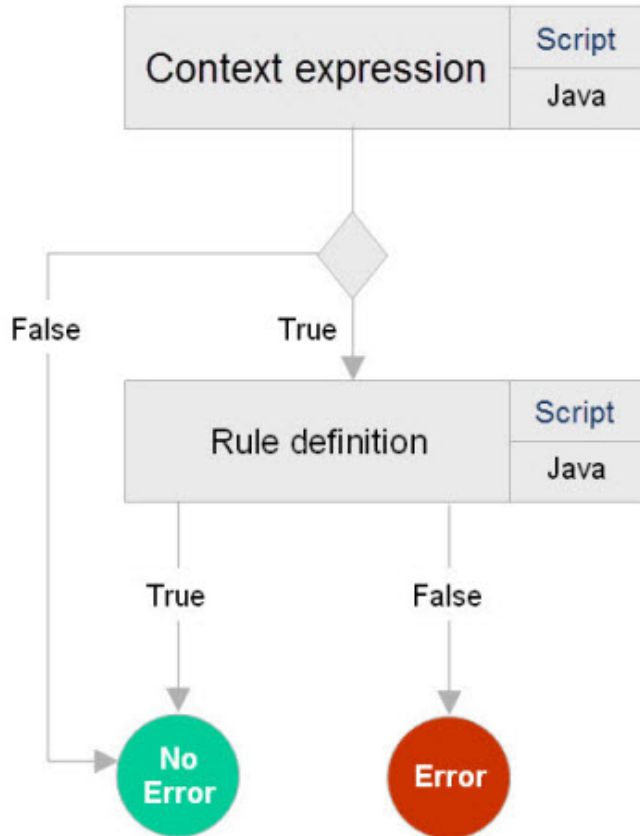 Context expression
Script
Java
False
True
Rule definition
Script
Java
True
False
No
Error
Error